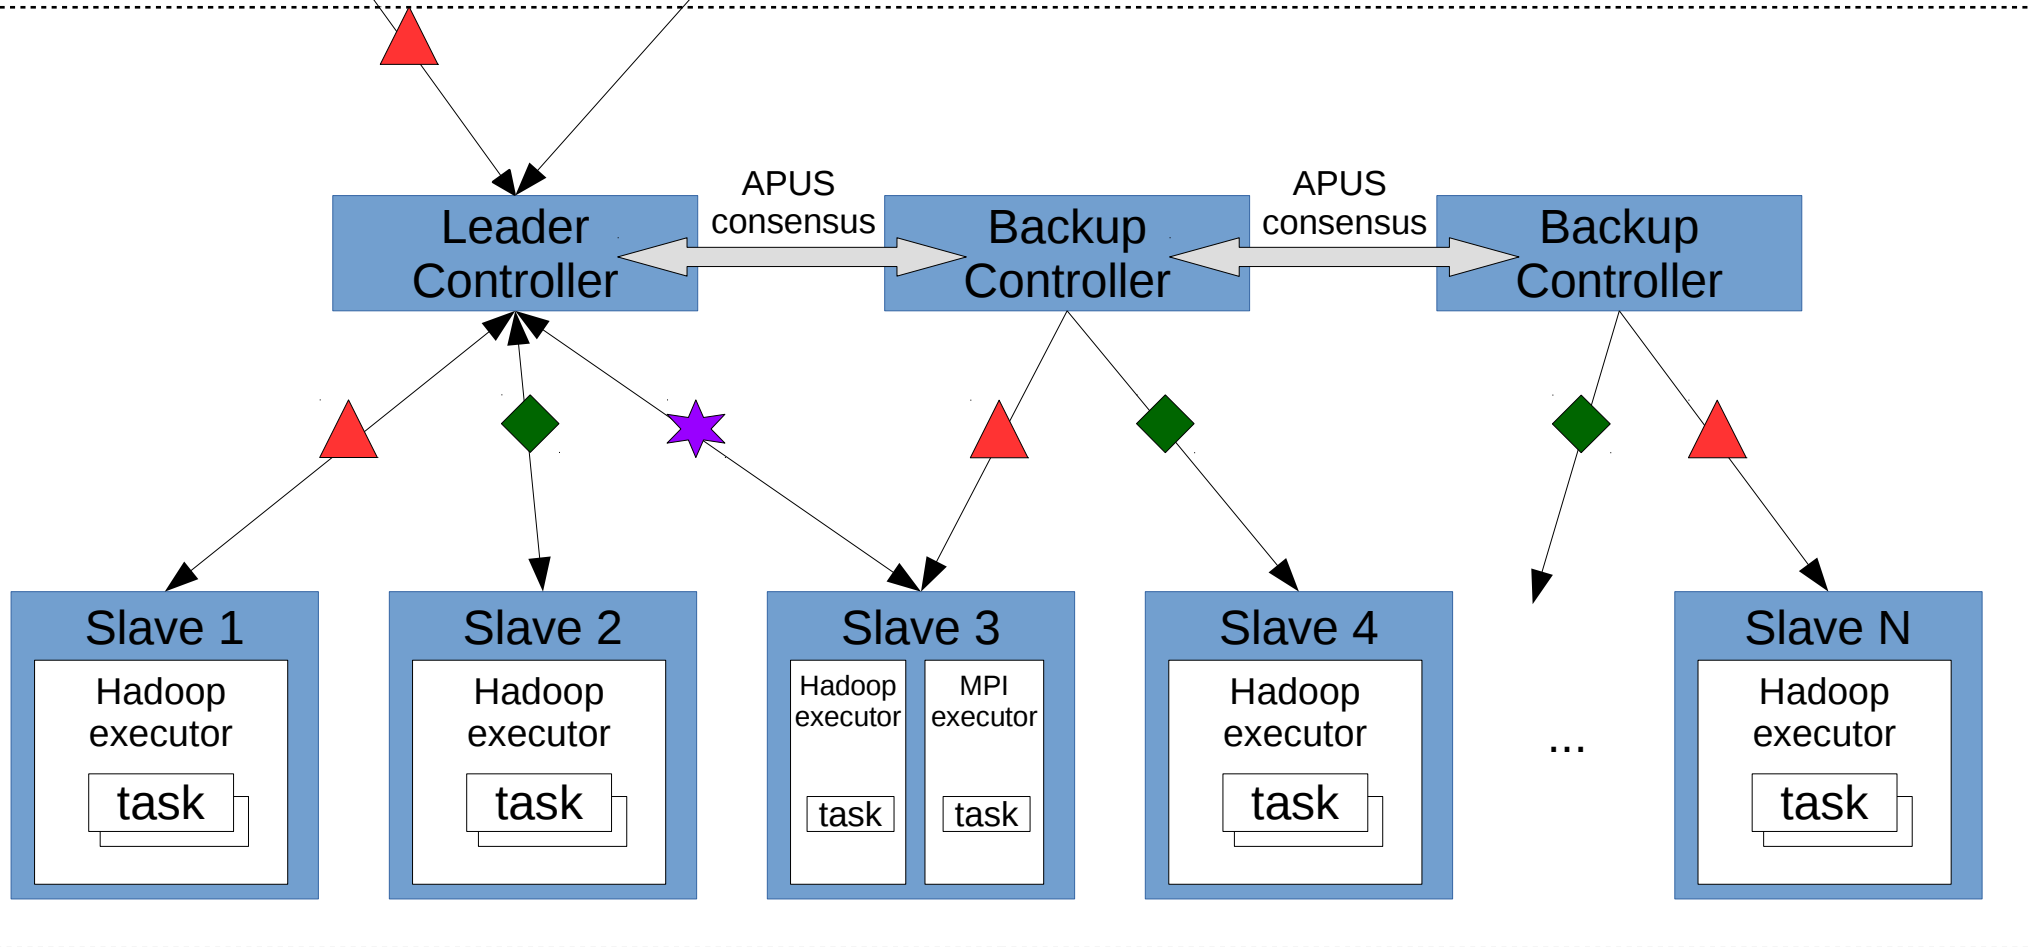 APUS
consensus
APUS
consensus
Leader
Controller
Backup
Controller
Backup
Controller
Slave 1
Hadoop
executor
task
Slave 2
Hadoop
executor
task
Slave 3
Hadoop
executor
task
MPI
executor
task
Slave 4
Hadoop
executor
task
...
Slave N
Hadoop
executor
task